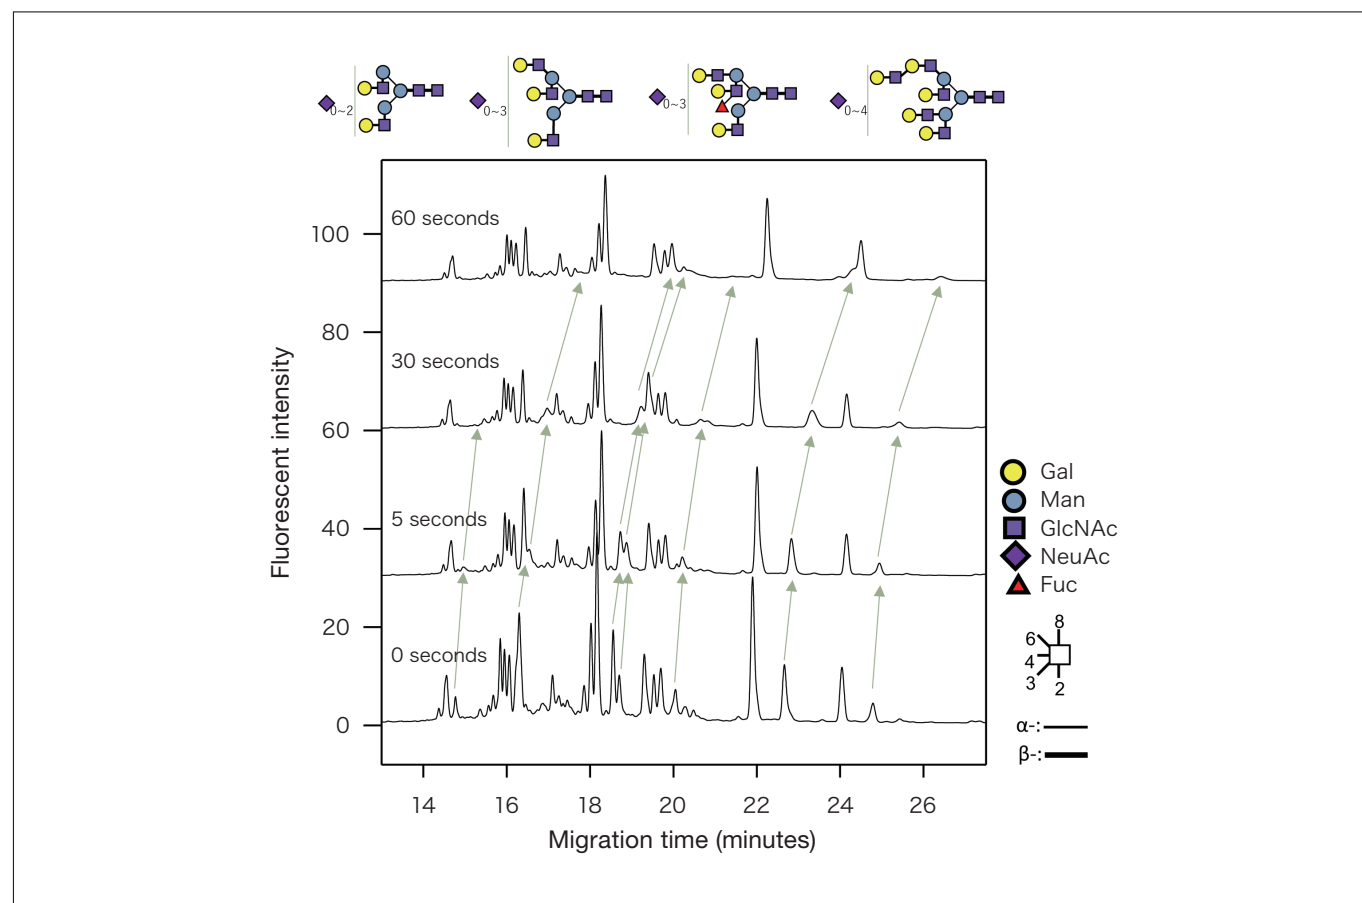 0~2
0~3
0~3
0~4
60 seconds
30 seconds
5 seconds
0 seconds
100
80
60
40
20
0
Fluorescent intensity
14 16 18 20 22 24 26
Migration time (minutes)
Gal
Man
GlcNAc
NeuAc
Fuc
8
6
4
3
2
α-:
β-: